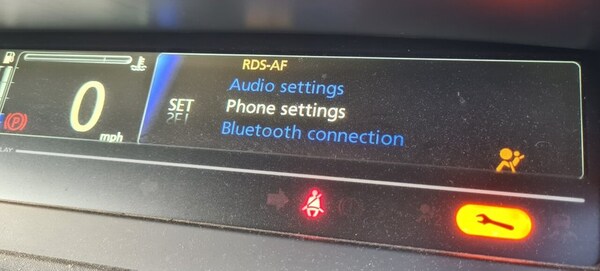 RDS-AF
Audio settings
SET
Phone settings
0
mph
Bluetooth connection
P